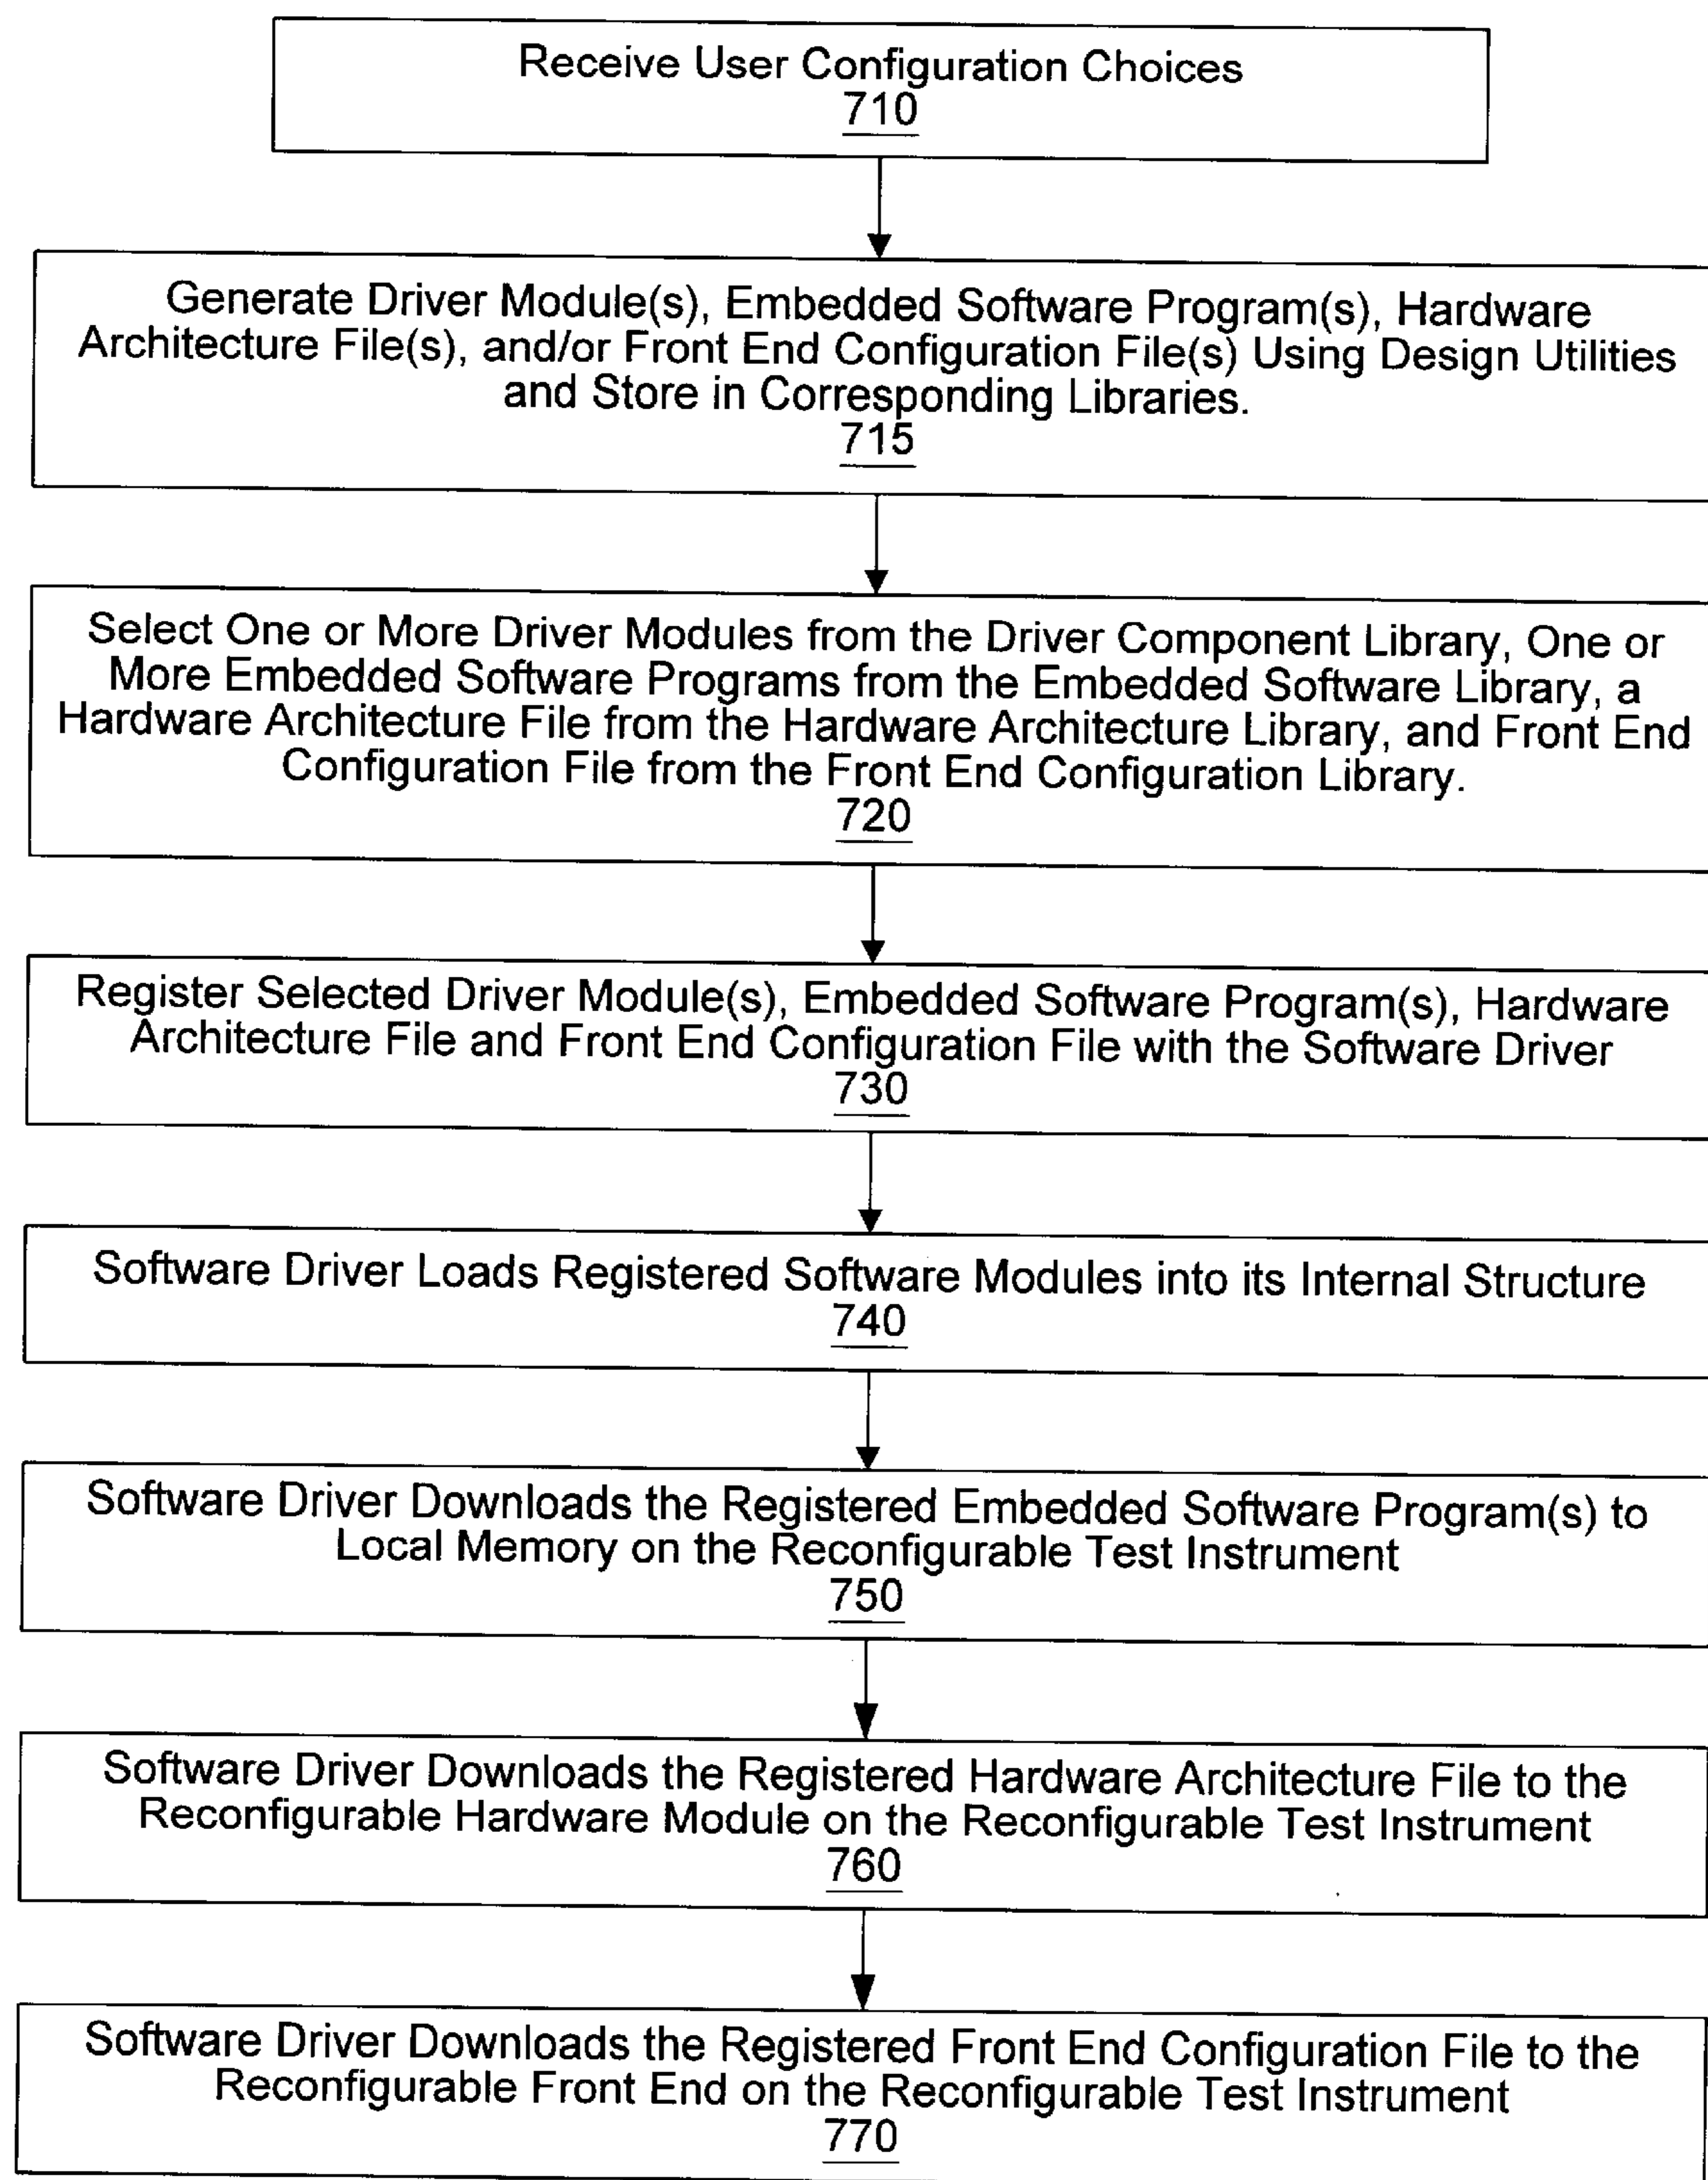 Receive User Configuration Choices
710
Generate Driver Module(s), Embedded Software Program(s), Hardware
Architecture File(s), and/or Front End Configuration File(s) Using Design Utilities
and Store in Corresponding Libraries.
715
Select One or More Driver Modules from the Driver Component Library, One or
More Embedded Software Programs from the Embedded Software Library, a
Hardware Architecture File from the Hardware Architecture Library, and Front End
Configuration File from the Front End Configuration Library.
720
Register Selected Driver Module(s), Embedded Software Program(s), Hardware
Architecture File and Front End Configuration File with the Software Driver
730
Software Driver Loads Registered Software Modules into its Internal Structure
740
Software Driver Downloads the Registered Embedded Software Program(s) to
Local Memory on the Reconfigurable Test Instrument
750
Software Driver Downloads the Registered Hardware Architecture File to the
Reconfigurable Hardware Module on the Reconfigurable Test Instrument
760
Software Driver Downloads the Registered Front End Configuration File to the
Reconfigurable Front End on the Reconfigurable Test Instrument
770